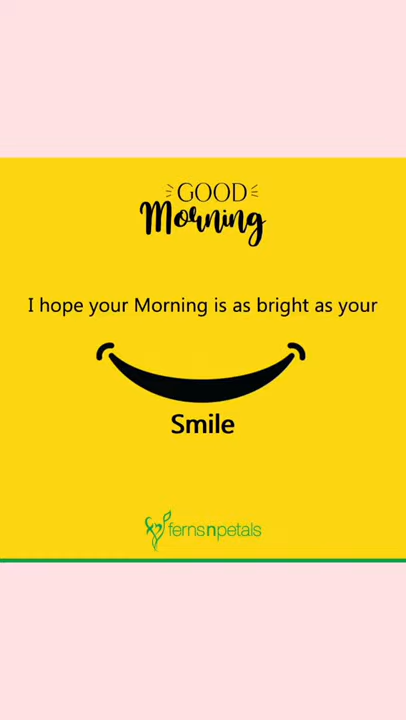 GOOD
Morning
I hope your Morning is as bright as your
Smile
fernsnpetals